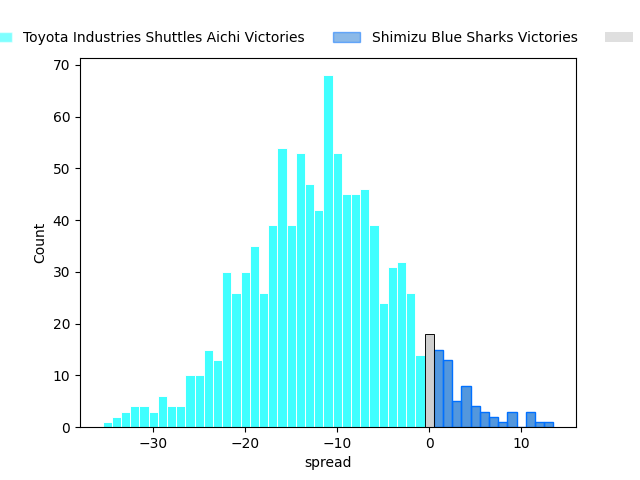 Toyota Industries Shuttles Aichi Victories Shimizu Blue Sharks Victories
70
60
50
40
30
20
10
0
Count
−30 −20 −10 0 10
spread